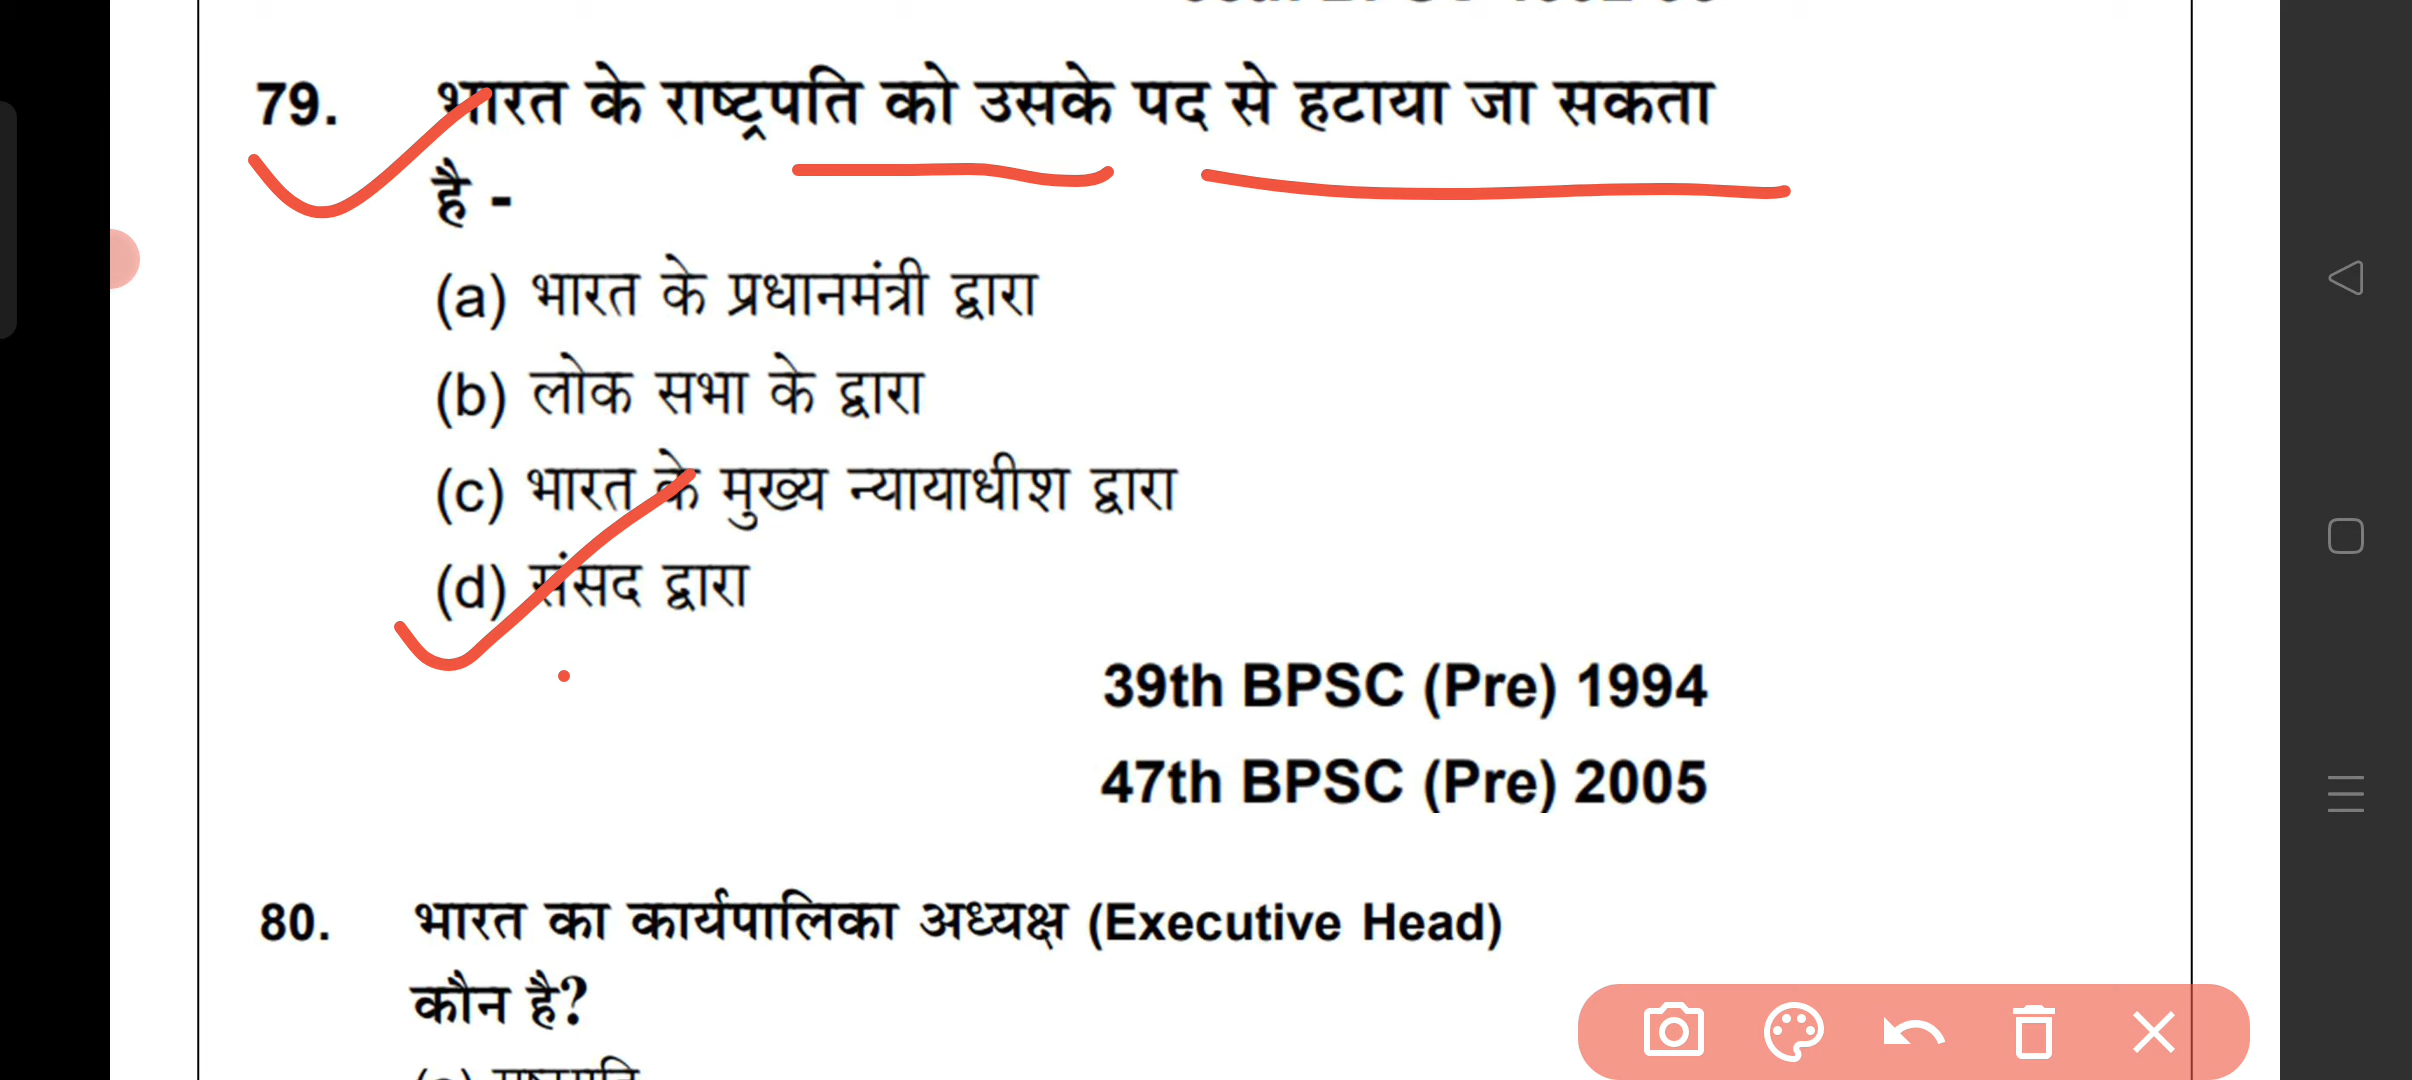 79. भारत के राष्ट्रपति को उसके पद से हटाया जा सकता
है -
(a) भारत के प्रधानमंत्री द्वारा
(b) लोक सभा के द्वारा
(c) भारत के मुख्य न्यायाधीश द्वारा
(d) संसद द्वारा
39th BPSC (Pre) 1994
47th BPSC (Pre) 2005
80. भारत का कार्यपालिका अध्यक्ष (Executive Head)
कौन है?